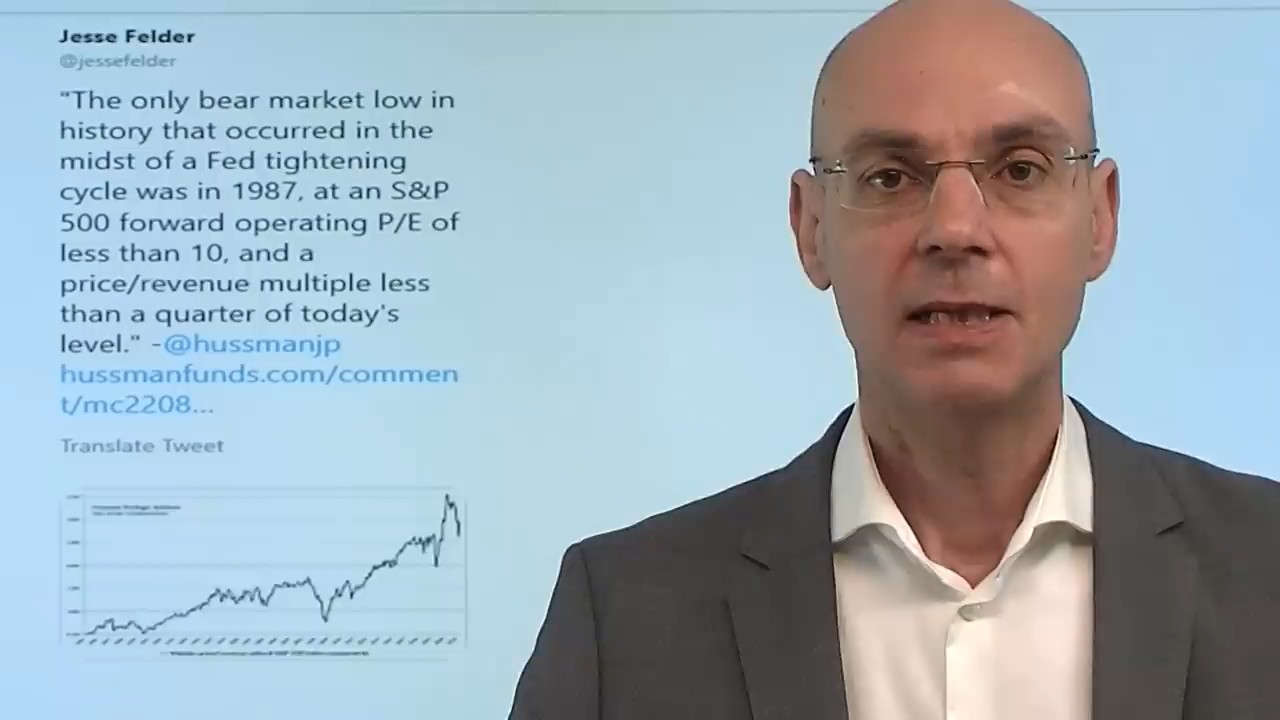 Jesse Felder
@jessefelder
"The only bear market low in
history that occurred in the
midst of a Fed tightening
cycle was in 1987, at an S&P
500 forward operating P/E of
less than 10, and a
price/revenue multiple less
than a quarter of today's
level." -@hussmanjp
hussmanfunds.com/commen
t/mc2208...
Translate Tweet